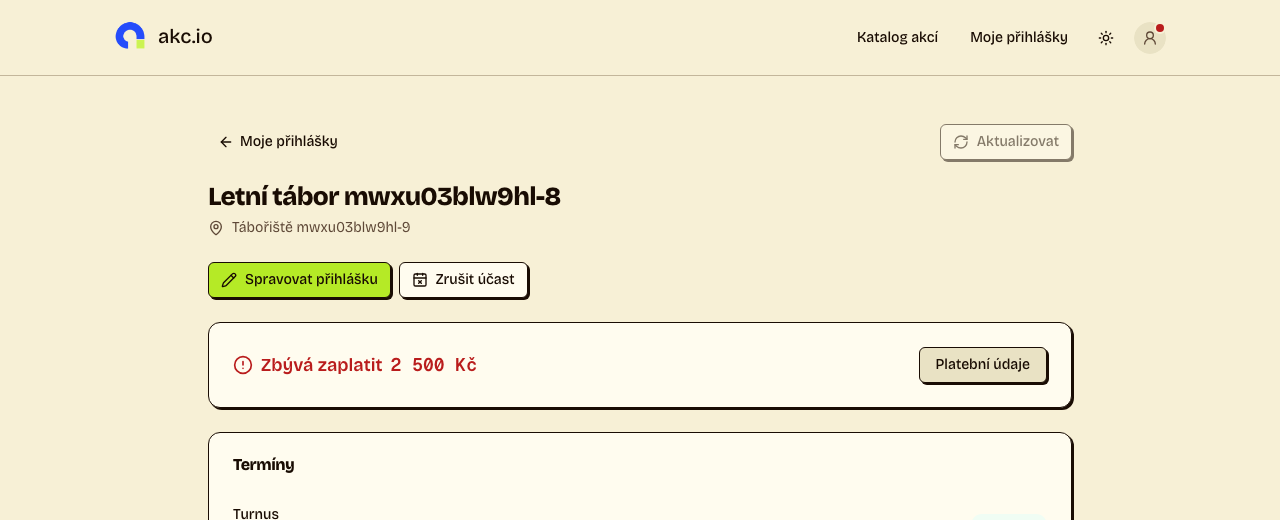 akc.io
Katalog akcí
Moje přihlášky
Moje přihlášky
Aktualizovat
Letní tábor mwxu03blw9hl-8
Tábořiště mwxu03blw9hl-9
Spravovat přihlášku
Zrušit účast
Zbývá zaplatit 2 500 Kč
Platební údaje
Termíny
Turnus